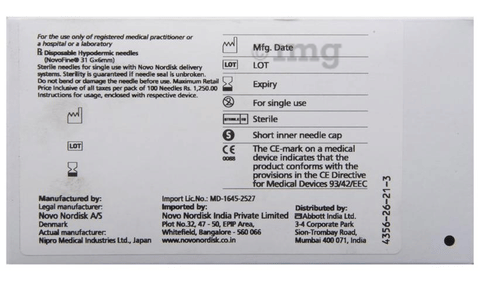 For the use only of registered medical practitioner or
a hospital or a laboratory
Rx Disposable Hypodermic needles
(NovoFine® 31 Gx6mm)
Sterile needles for single use with Novo Nordisk delivery
systems. Sterility is guaranteed if needle seal is unbroken.
Do not bend or damage the needle before use. Maximum Retail
Price Inclusive of all taxes per pack of 100 Needles Rs. 1,250.00
Instructions for usage, enclosed with respective device.
LOT
Mfg. Date
LOT LOT
Expiry
2 For single use
STERILE Sterile
S Short inner needle cap
CE 0088 The CE-mark on a medical
device indicates that the
product conforms with the
provisions in the CE Directive
for Medical Devices 93/42/EEC
1mg
Manufactured by:
Legal manufacturer:
Novo Nordisk A/S
Denmark
Actual manufacturer:
Nipro Medical Industries Ltd., Japan
Import Lic.No.: MD-1645-2527
Imported by:
Novo Nordisk India Private Limited
Plot No.32, 47 - 50, EPIP Area,
Whitefield, Bangalore - 560 066
www.novonordisk.co.in
Distributed by:
Abbott India Ltd.
3-4 Corporate Park
Sion-Trombay Road,
Mumbai 400 071, India
4356-26-21-3